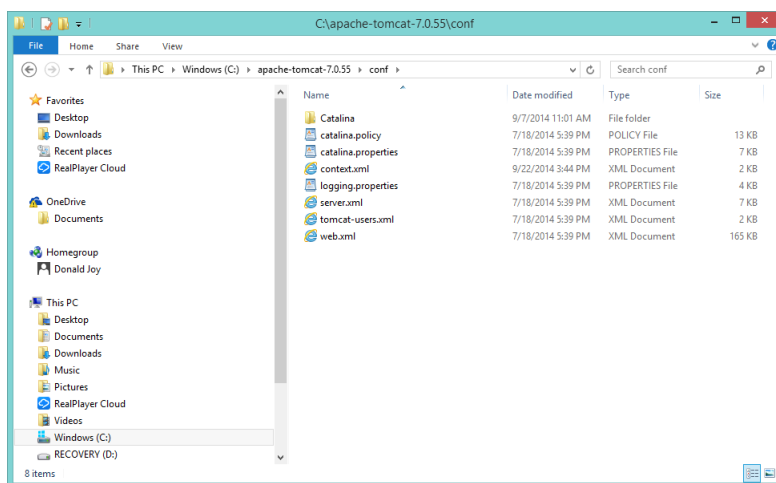 C:\apache-tomcat-7.0.55\conf
File Home Share View
This PC Windows (C:) apache-tomcat-7.0.55 conf Search conf
Favorites
Desktop
Downloads
Recent places
RealPlayer Cloud
OneDrive
Documents
Homegroup
Donald Joy
This PC
Desktop
Documents
Downloads
Music
Pictures
RealPlayer Cloud
Videos
Windows (C:)
RECOVERY (D:)
Name Date modified Type Size
Catalina 9/7/2014 11:01 AM File folder
catalina.policy 7/18/2014 5:39 PM POLICY File 13 KB
catalina.properties 7/18/2014 5:39 PM PROPERTIES File 7 KB
context.xml 9/22/2014 3:44 PM XML Document 2 KB
logging.properties 7/18/2014 5:39 PM PROPERTIES File 4 KB
server.xml 7/18/2014 5:39 PM XML Document 7 KB
tomcat-users.xml 7/18/2014 5:39 PM XML Document 2 KB
web.xml 7/18/2014 5:39 PM XML Document 165 KB
8 items